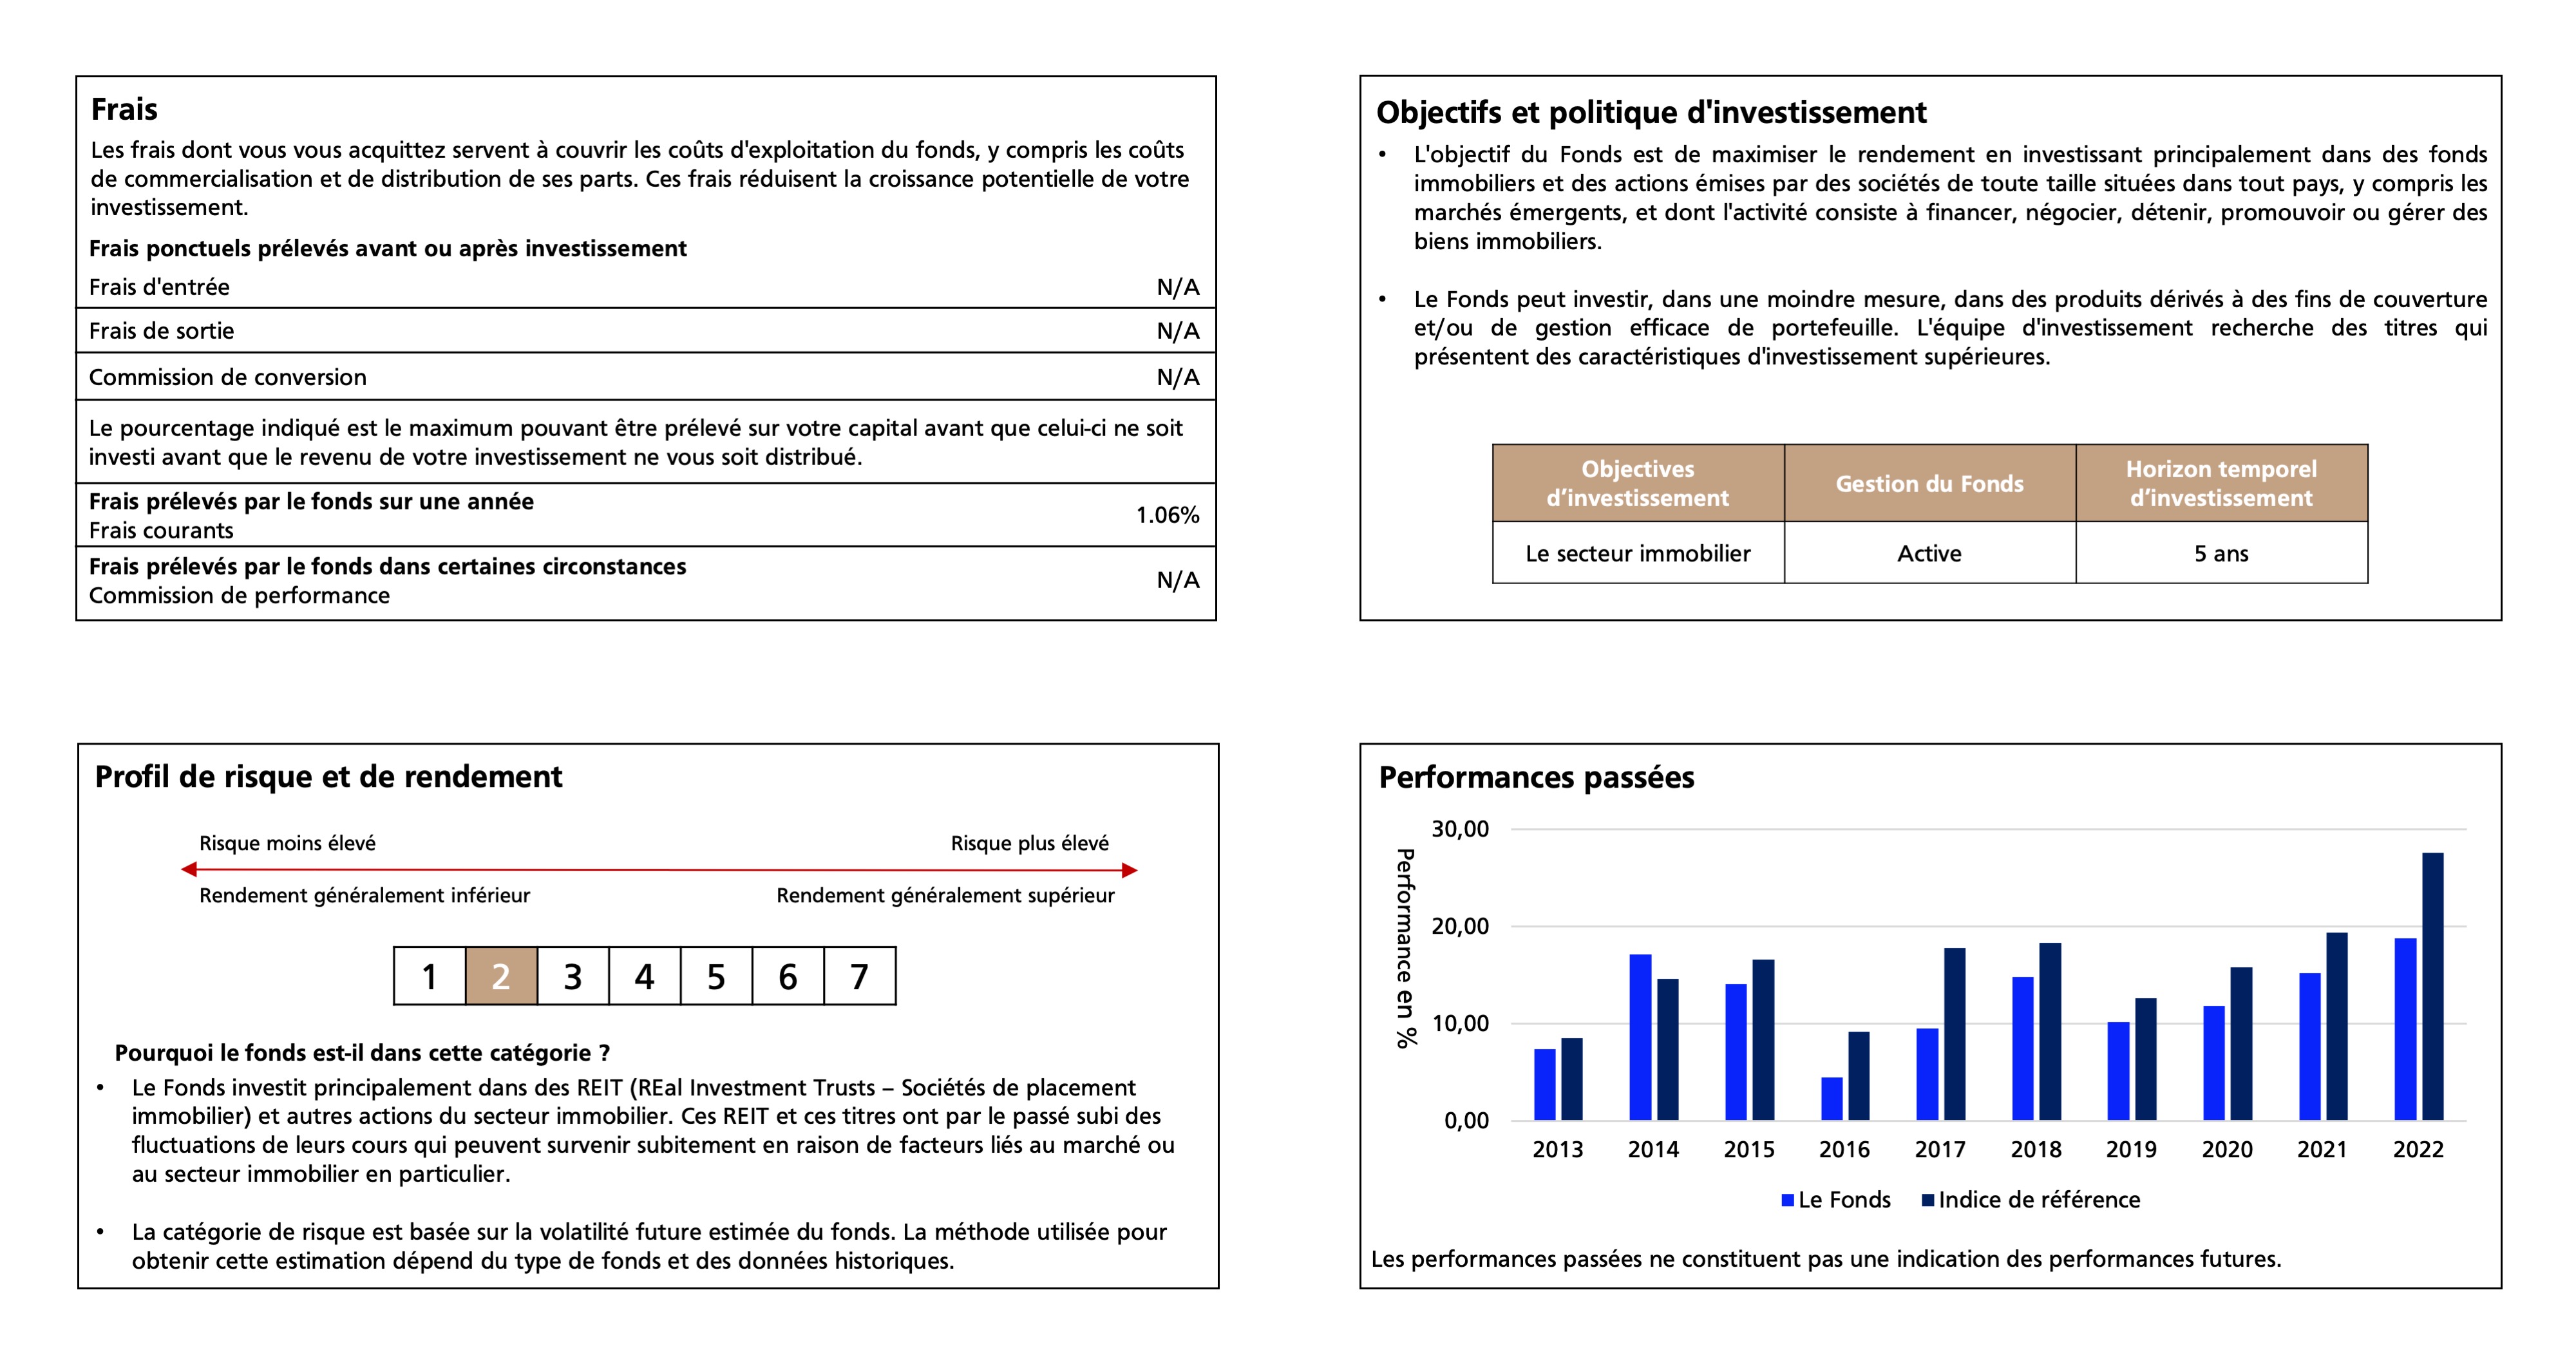 Frais
Les frais dont vous vous acquittez servent à couvrir les coûts d'exploitation du fonds, y compris les coûts
de commercialisation et de distribution de ses parts. Ces frais réduisent la croissance potentielle de votre
investissement.
Frais ponctuels prélevés avant ou après investissement
Frais d'entrée N/A
Frais de sortie N/A
Commission de conversion N/A
Le pourcentage indiqué est le maximum pouvant être prélevé sur votre capital avant que celui-ci ne soit
investi avant que le revenu de votre investissement ne vous soit distribué.
Frais prélevés par le fonds sur une année
Frais courants 1.06%
Frais prélevés par le fonds dans certaines circonstances
Commission de performance N/A
Objectifs et politique d'investissement
• L'objectif du Fonds est de maximiser le rendement en investissant principalement dans des fonds
immobiliers et des actions émises par des sociétés de toute taille situées dans tout pays, y compris les
marchés émergents, et dont l'activité consiste à financer, négocier, détenir, promouvoir ou gérer des
biens immobiliers.
• Le Fonds peut investir, dans une moindre mesure, dans des produits dérivés à des fins de couverture
et/ou de gestion efficace de portefeuille. L'équipe d'investissement recherche des titres qui
présentent des caractéristiques d'investissement supérieures.
Objectives
d’investissement
Gestion du Fonds
Horizon temporel
d’investissement
Le secteur immobilier Active 5 ans
Profil de risque et de rendement
Risque moins élevé Risque plus élevé
Rendement généralement inférieur Rendement généralement supérieur
1 2 3 4 5 6 7
Pourquoi le fonds est-il dans cette catégorie ?
• Le Fonds investit principalement dans des REIT (REal Investment Trusts – Sociétés de placement
immobilier) et autres actions du secteur immobilier. Ces REIT et ces titres ont par le passé subi des
fluctuations de leurs cours qui peuvent survenir subitement en raison de facteurs liés au marché ou
au secteur immobilier en particulier.
• La catégorie de risque est basée sur la volatilité future estimée du fonds. La méthode utilisée pour
obtenir cette estimation dépend du type de fonds et des données historiques.
Performances passées
Performance en %
30,00
20,00
10,00
0,00
2013 2014 2015 2016 2017 2018 2019 2020 2021 2022
Le Fonds Indice de référence
Les performances passées ne constituent pas une indication des performances futures.